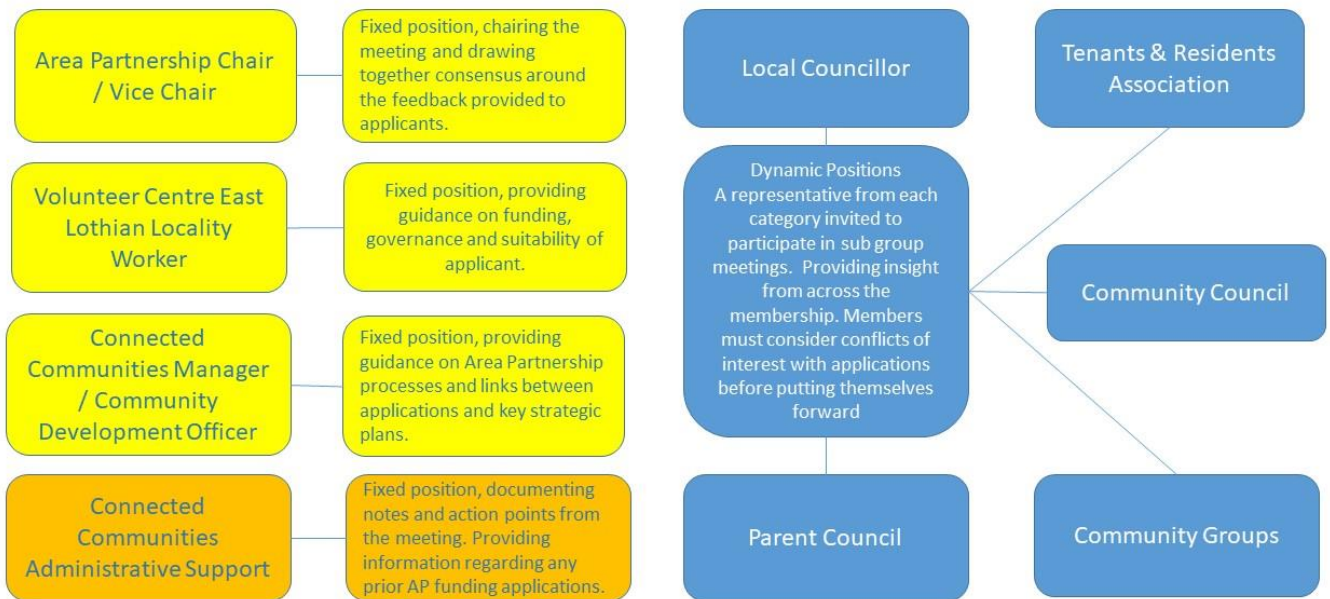 Area Partnership Chair
/ Vice Chair
Fixed position, chairing the
meeting and drawing
together consensus around
the feedback provided to
applicants.
Volunteer Centre East
Lothian Locality
Worker
Fixed position, providing
guidance on funding,
governance and suitability of
applicant.
Connected
Communities Manager
/ Community
Development Officer
Fixed position, providing
guidance on Area Partnership
processes and links between
applications and key strategic
plans.
Connected
Communities
Administrative Support
Fixed position, documenting
notes and action points from
the meeting. Providing
information regarding any
prior AP funding applications.
Local Councillor
Dynamic Positions
A representative from each
category invited to
participate in sub group
meetings. Providing insight
from across the
membership. Members
must consider conflicts of
interest with applications
before putting themselves
forward
Parent Council
Tenants & Residents
Association
Community Council
Community Groups